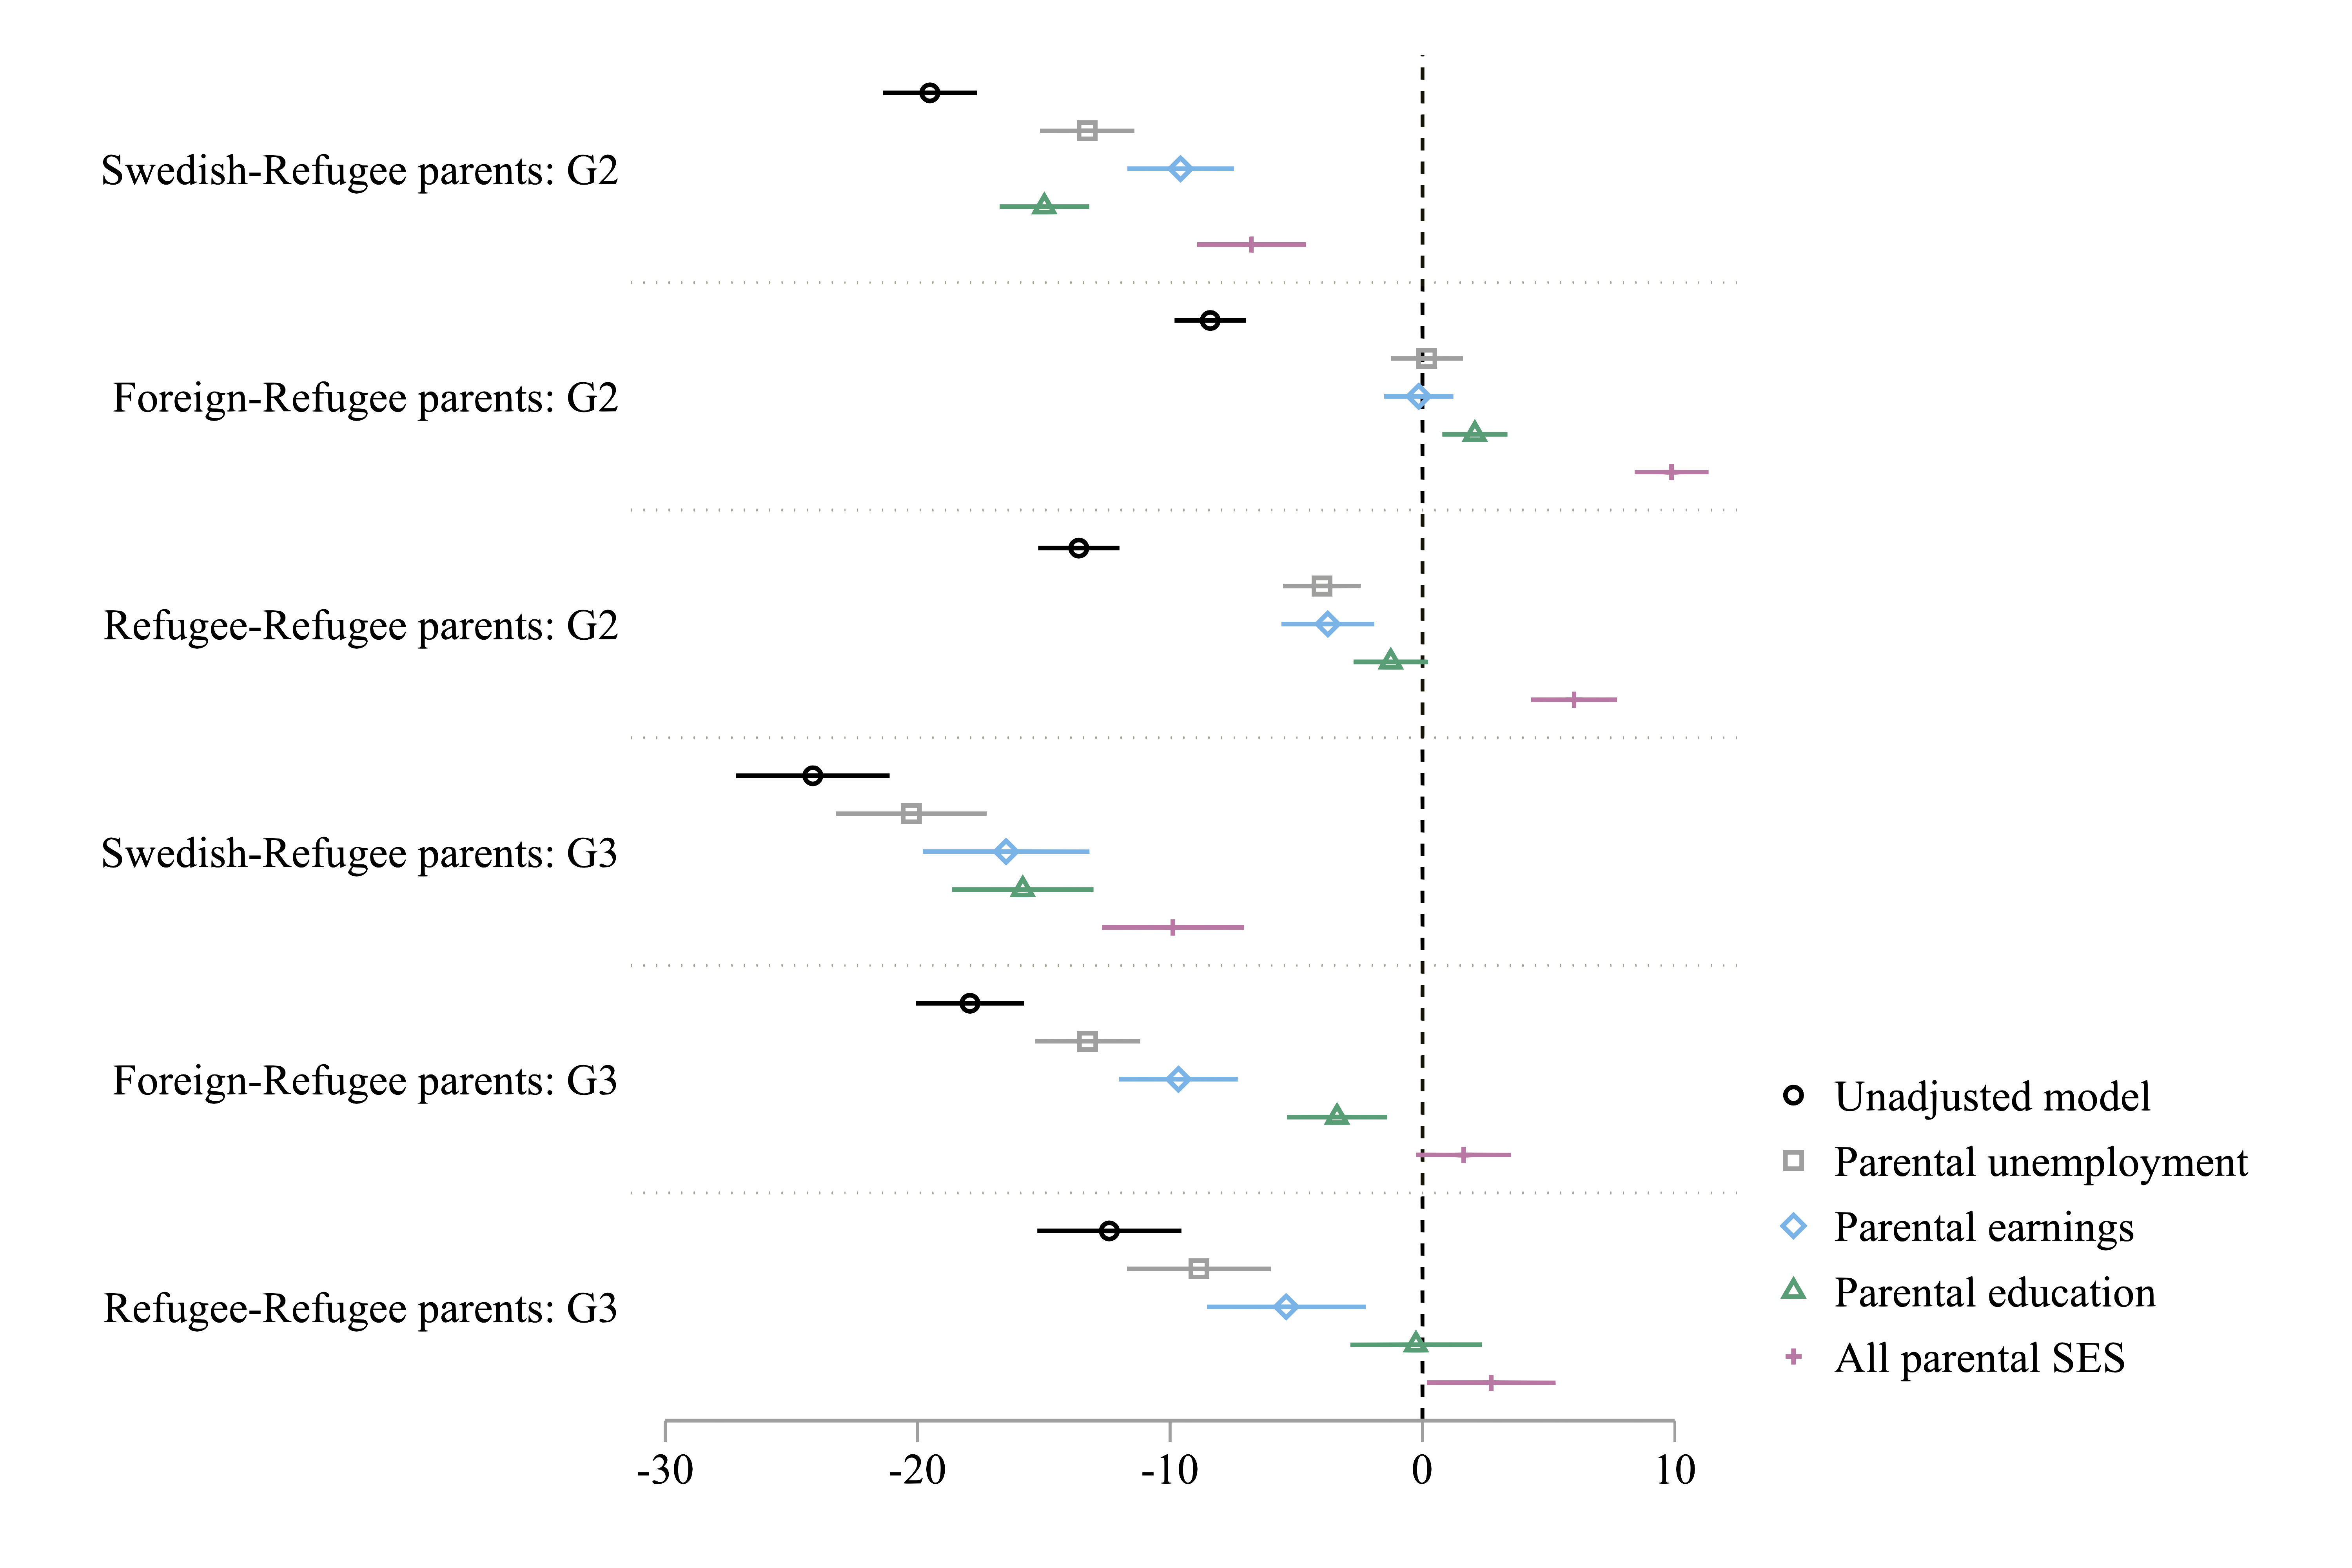 Swedish-Refugee parents: G2
Foreign-Refugee parents: G2
Refugee-Refugee parents: G2
Swedish-Refugee parents: G3
Foreign-Refugee parents: G3
Refugee-Refugee parents: G3
Unadjusted model
Parental unemployment
Parental earnings
Parental education
All parental SES
-30 -20 -10 0 10